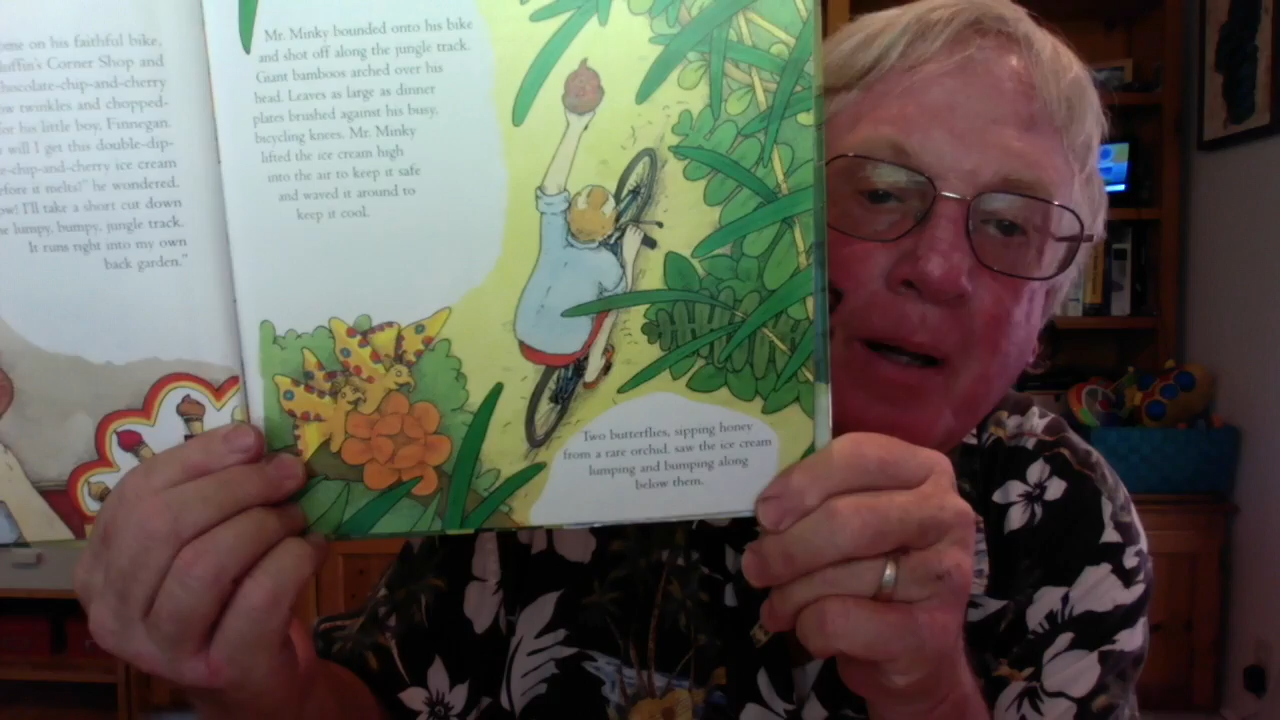 me on his faithful bike,
Corner Shop and
chocolate-chip-and-cherry
twinkles and chopped-
for his little boy, Finnegan.
will I get this double-dip-
-chip-and-cherry ice cream
before it melts!" he wondered.
I'll take a short cut down
the lumpy, bumpy, jungle track.
It runs right into my own
back garden."
Mr. Minky bounded onto his bike
and shot off along the jungle track.
Giant bamboos arched over his
head. Leaves as large as dinner
plates brushed against his busy,
bicycling knees. Mr. Minky
lifted the ice cream high
into the air to keep it safe
and waved it around to
keep it cool.
Two butterflies, sipping honey
from a rare orchid, saw the ice cream
lumping and bumping along
below them.